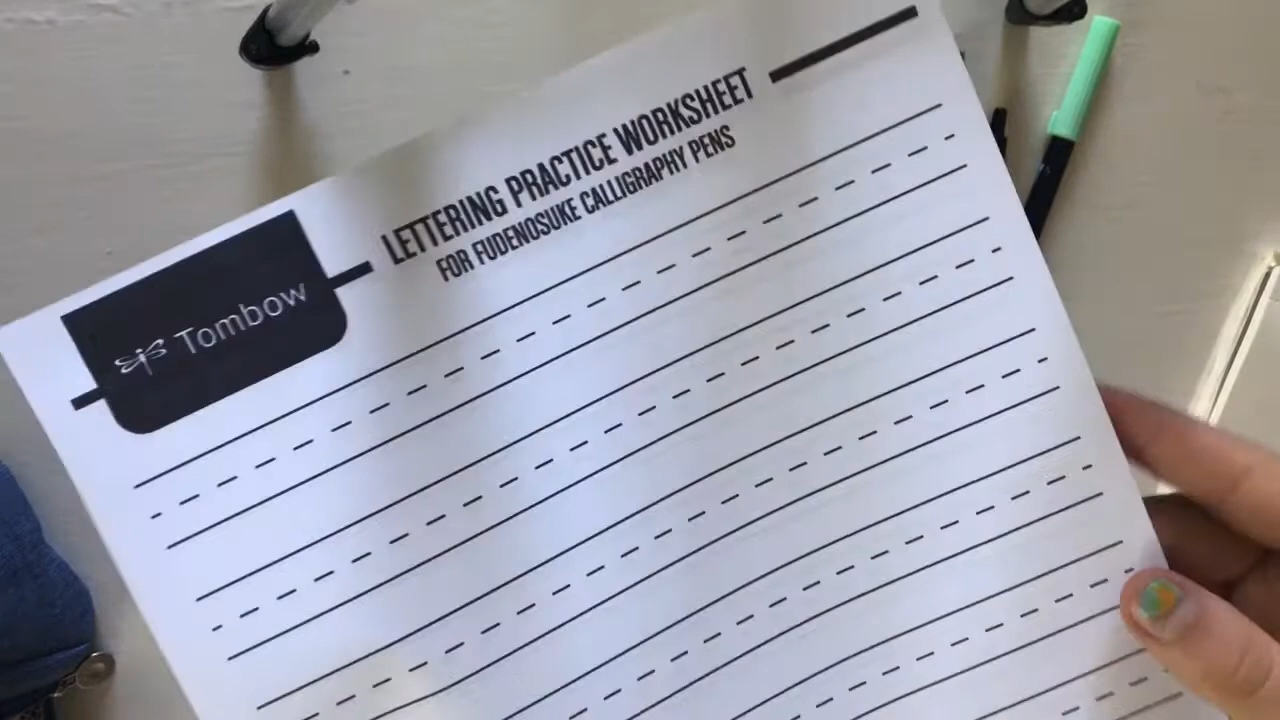 LETTERING PRACTICE WORKSHEET
FOR FUDENOSUKE CALLIGRAPHY PENS
Tombow